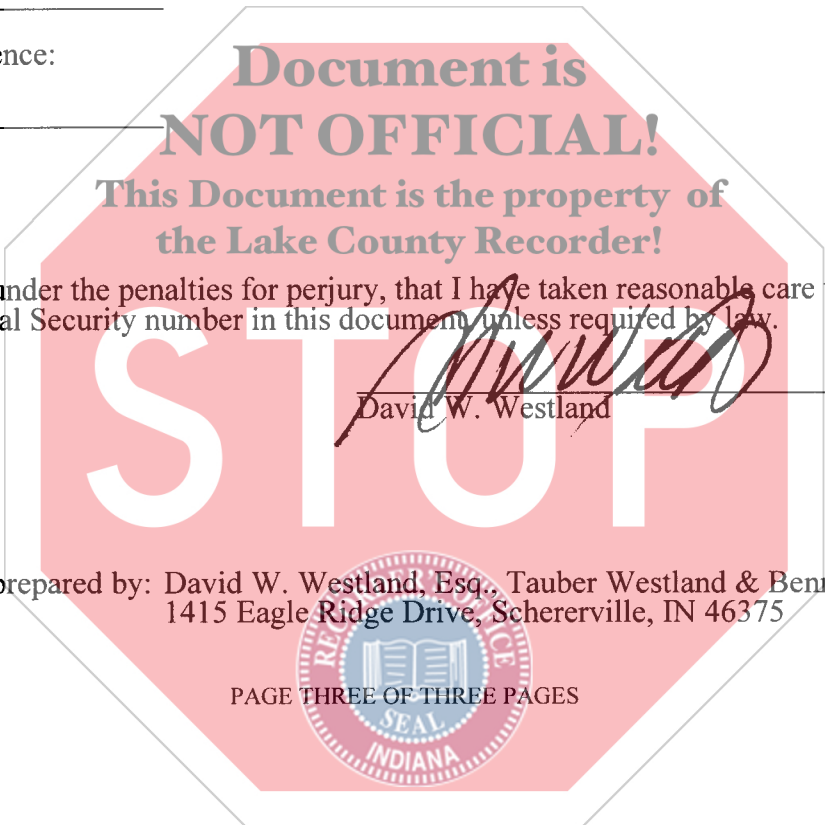 ence:
Document is
NOT OFFICIAL!
This Document is the property of
the Lake County Recorder!
under the penalties for perjury, that I have taken reasonable care
al Security number in this document, unless required by law.
STOP
David W. Westland
prepared by: David W. Westland, Esq., Tauber Westland & Benn
1415 Eagle Ridge Drive, Schererville, IN 46375
RECORDER'S OFFICE
PAGE THREE OF THREE PAGES
SEAL
INDIANA